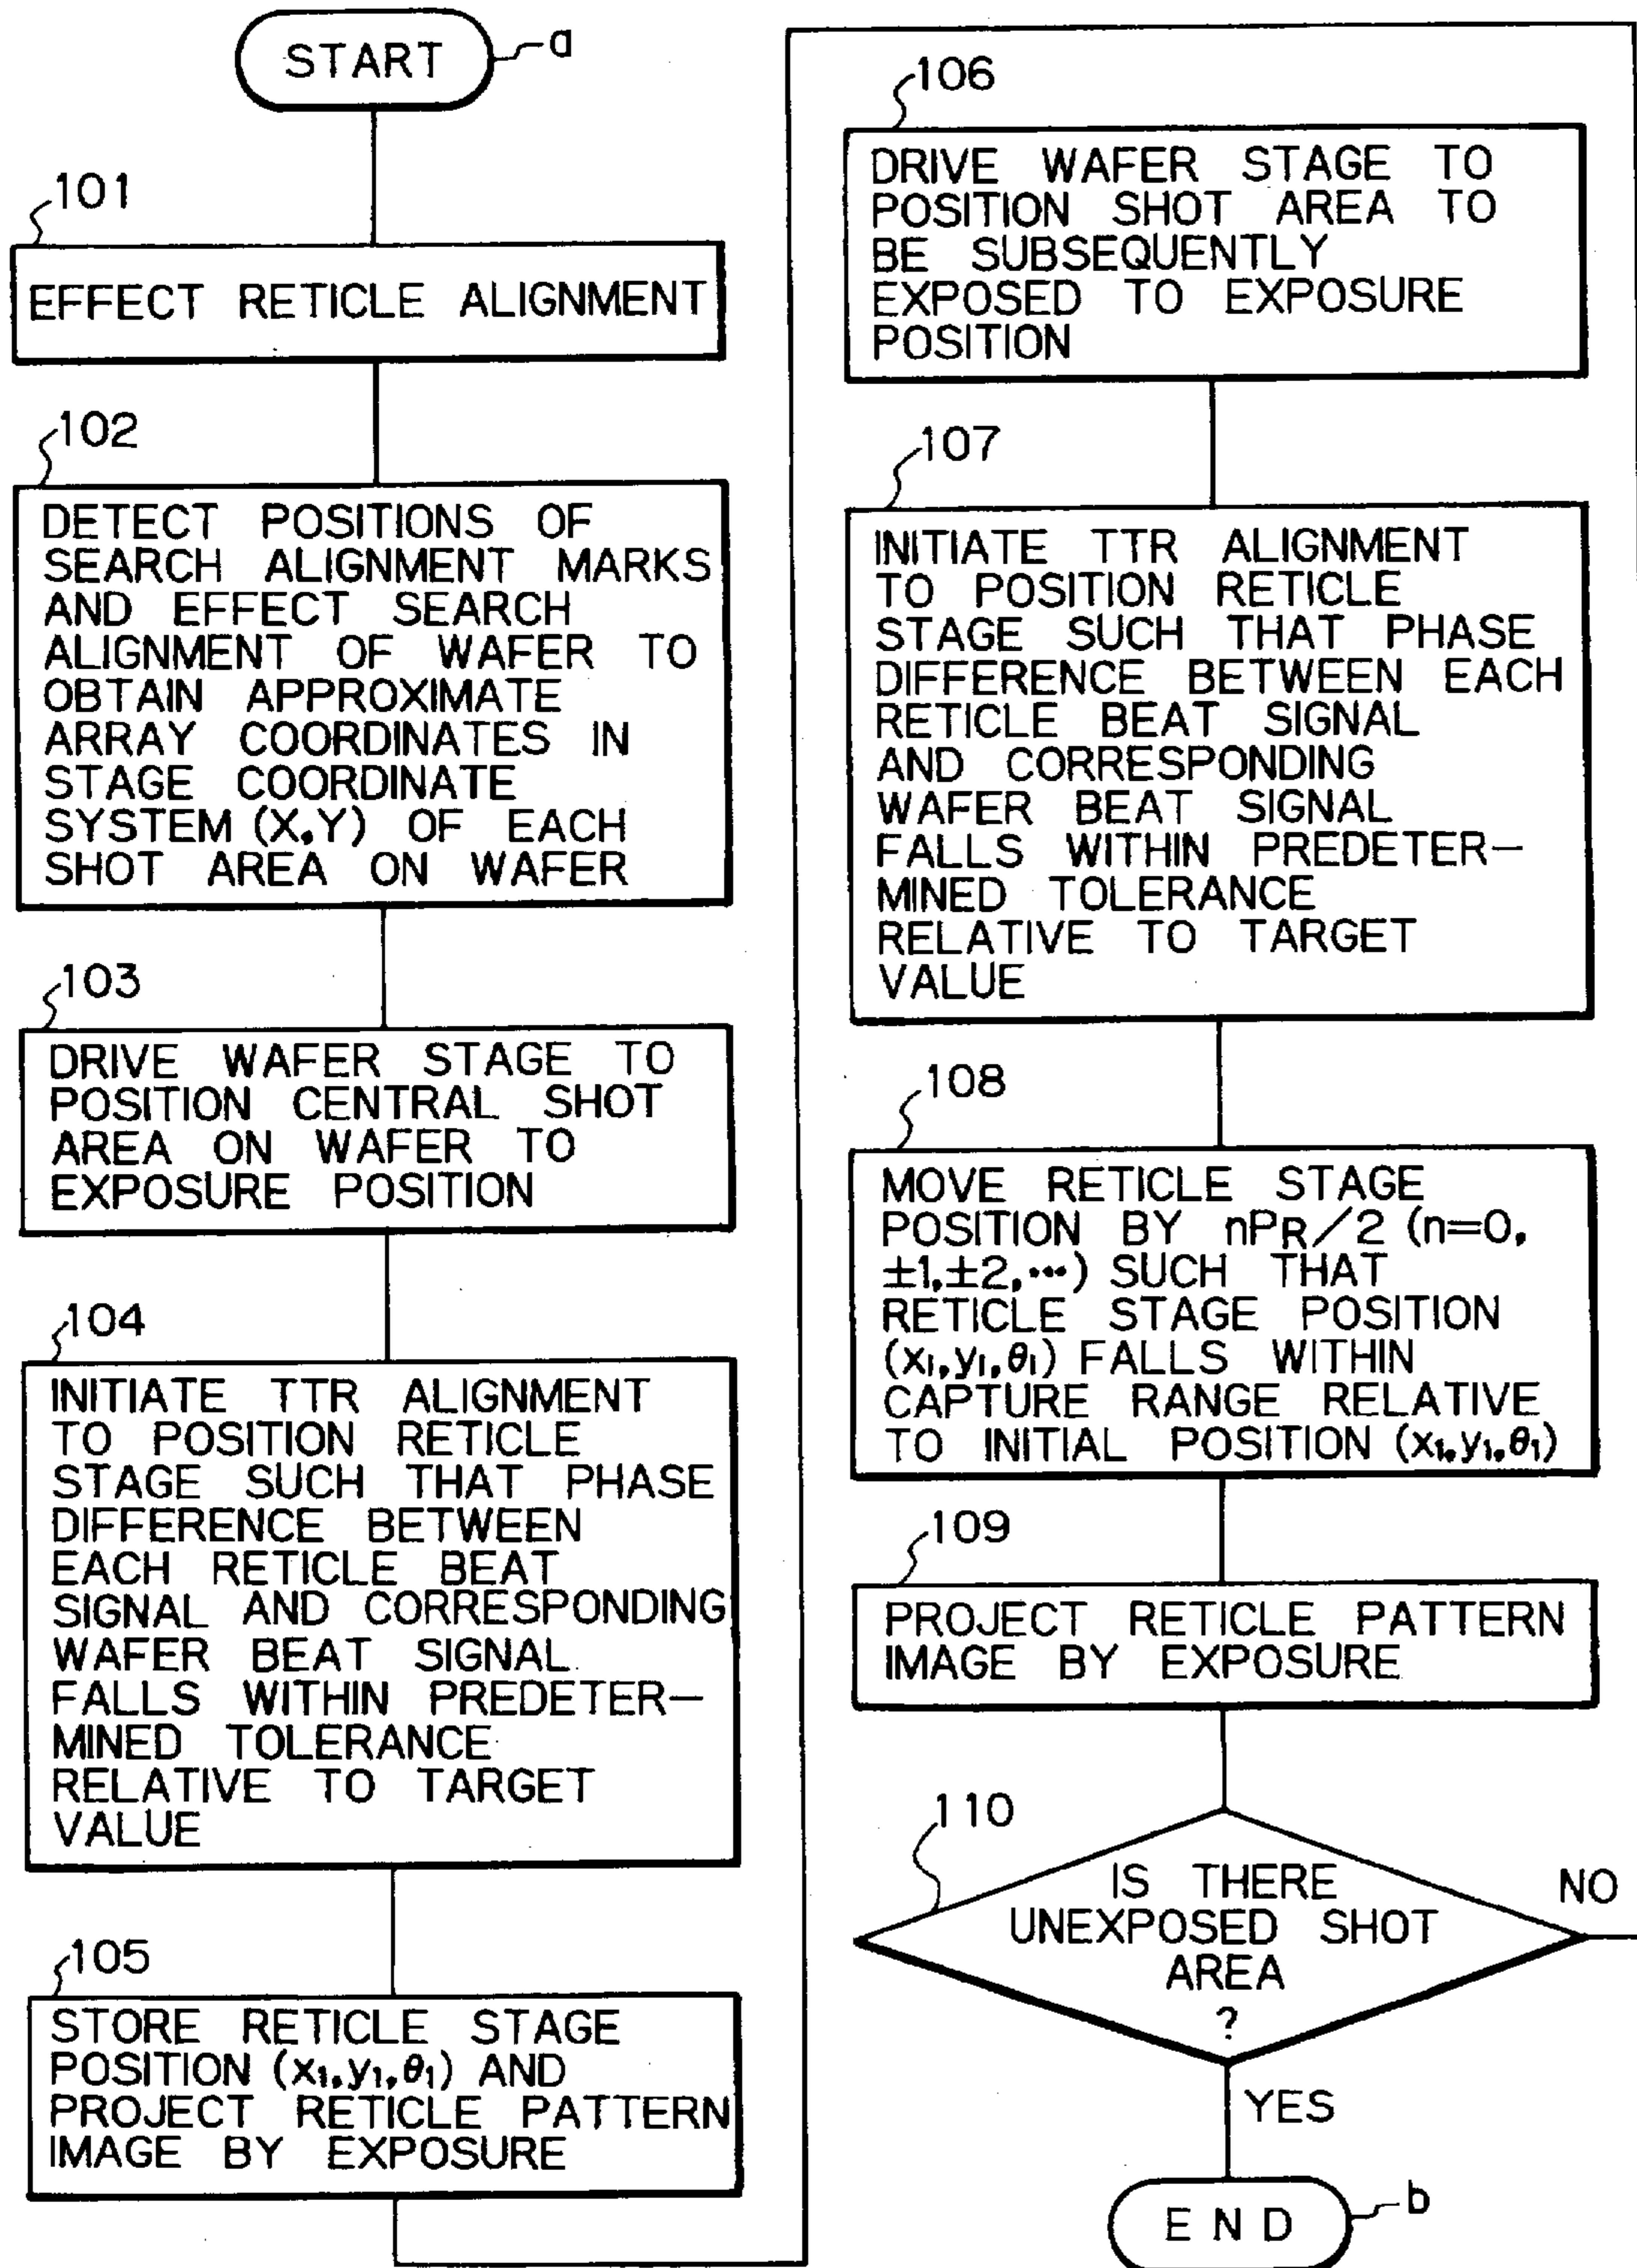 START
a
101
EFFECT RETICLE ALIGNMENT
102
DETECT POSITIONS OF
SEARCH ALIGNMENT MARKS
AND EFFECT SEARCH
ALIGNMENT OF WAFER TO
OBTAIN APPROXIMATE
ARRAY COORDINATES IN
STAGE COORDINATE
SYSTEM (X,Y) OF EACH
SHOT AREA ON WAFER
103
DRIVE WAFER STAGE TO
POSITION CENTRAL SHOT
AREA ON WAFER TO
EXPOSURE POSITION
104
INITIATE TTR ALIGNMENT
TO POSITION RETICLE
STAGE SUCH THAT PHASE
DIFFERENCE BETWEEN
EACH RETICLE BEAT
SIGNAL AND CORRESPONDING
WAFER BEAT SIGNAL
FALLS WITHIN PREDETER-
MINED TOLERANCE
RELATIVE TO TARGET
VALUE
105
STORE RETICLE STAGE
POSITION (x₁,y₁,θ₁) AND
PROJECT RETICLE PATTERN
IMAGE BY EXPOSURE
106
DRIVE WAFER STAGE TO
POSITION SHOT AREA TO
BE SUBSEQUENTLY
EXPOSED TO EXPOSURE
POSITION
107
INITIATE TTR ALIGNMENT
TO POSITION RETICLE
STAGE SUCH THAT PHASE
DIFFERENCE BETWEEN EACH
RETICLE BEAT SIGNAL
AND CORRESPONDING
WAFER BEAT SIGNAL
FALLS WITHIN PREDETER-
MINED TOLERANCE
RELATIVE TO TARGET
VALUE
108
MOVE RETICLE STAGE
POSITION BY nPR/2 (n=0,
±1,±2,···) SUCH THAT
RETICLE STAGE POSITION
(xI,yI,θI) FALLS WITHIN
CAPTURE RANGE RELATIVE
TO INITIAL POSITION (x₁,y₁,θ₁)
109
PROJECT RETICLE PATTERN
IMAGE BY EXPOSURE
110
IS THERE
UNEXPOSED SHOT
AREA
?
NO
YES
END
b